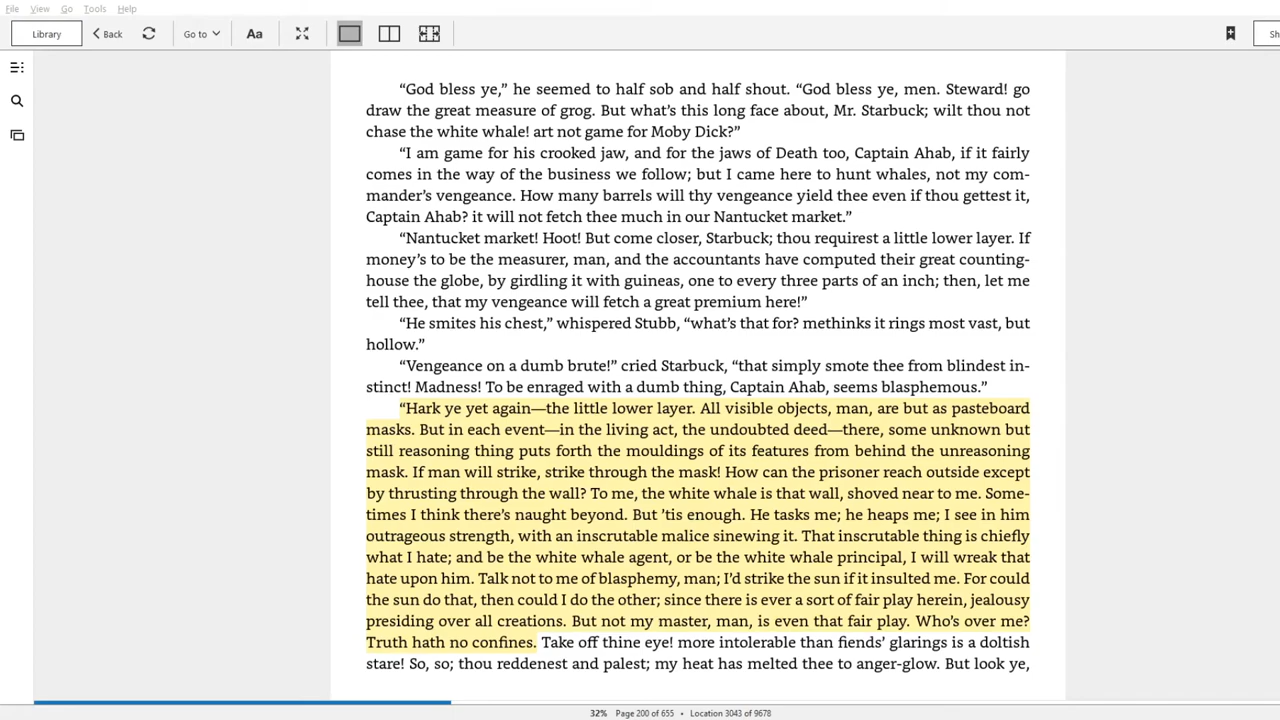 File View Go Tools Help
Library Back Go to Aa Sh
“God bless ye,” he seemed to half sob and half shout. “God bless ye, men. Steward! go
draw the great measure of grog. But what’s this long face about, Mr. Starbuck; wilt thou not
chase the white whale! art not game for Moby Dick?”
“I am game for his crooked jaw, and for the jaws of Death too, Captain Ahab, if it fairly
comes in the way of the business we follow; but I came here to hunt whales, not my com-
mander’s vengeance. How many barrels will thy vengeance yield thee even if thou gettest it,
Captain Ahab? it will not fetch thee much in our Nantucket market.”
“Nantucket market! Hoot! But come closer, Starbuck; thou requirest a little lower layer. If
money’s to be the measurer, man, and the accountants have computed their great counting-
house the globe, by girdling it with guineas, one to every three parts of an inch; then, let me
tell thee, that my vengeance will fetch a great premium here!”
“He smites his chest,” whispered Stubb, “what’s that for? methinks it rings most vast, but
hollow.”
“Vengeance on a dumb brute!” cried Starbuck, “that simply smote thee from blindest in-
stinct! Madness! To be enraged with a dumb thing, Captain Ahab, seems blasphemous.”
“Hark ye yet again—the little lower layer. All visible objects, man, are but as pasteboard
masks. But in each event—in the living act, the undoubted deed—there, some unknown but
still reasoning thing puts forth the mouldings of its features from behind the unreasoning
mask. If man will strike, strike through the mask! How can the prisoner reach outside except
by thrusting through the wall? To me, the white whale is that wall, shoved near to me. Some-
times I think there’s naught beyond. But ’tis enough. He tasks me; he heaps me; I see in him
outrageous strength, with an inscrutable malice sinewing it. That inscrutable thing is chiefly
what I hate; and be the white whale agent, or be the white whale principal, I will wreak that
hate upon him. Talk not to me of blasphemy, man; I’d strike the sun if it insulted me. For could
the sun do that, then could I do the other; since there is ever a sort of fair play herein, jealousy
presiding over all creations. But not my master, man, is even that fair play. Who’s over me?
Truth hath no confines. Take off thine eye! more intolerable than fiends’ glarings is a doltish
stare! So, so; thou reddenest and palest; my heat has melted thee to anger-glow. But look ye,
32% Page 200 of 655 • Location 3043 of 9678